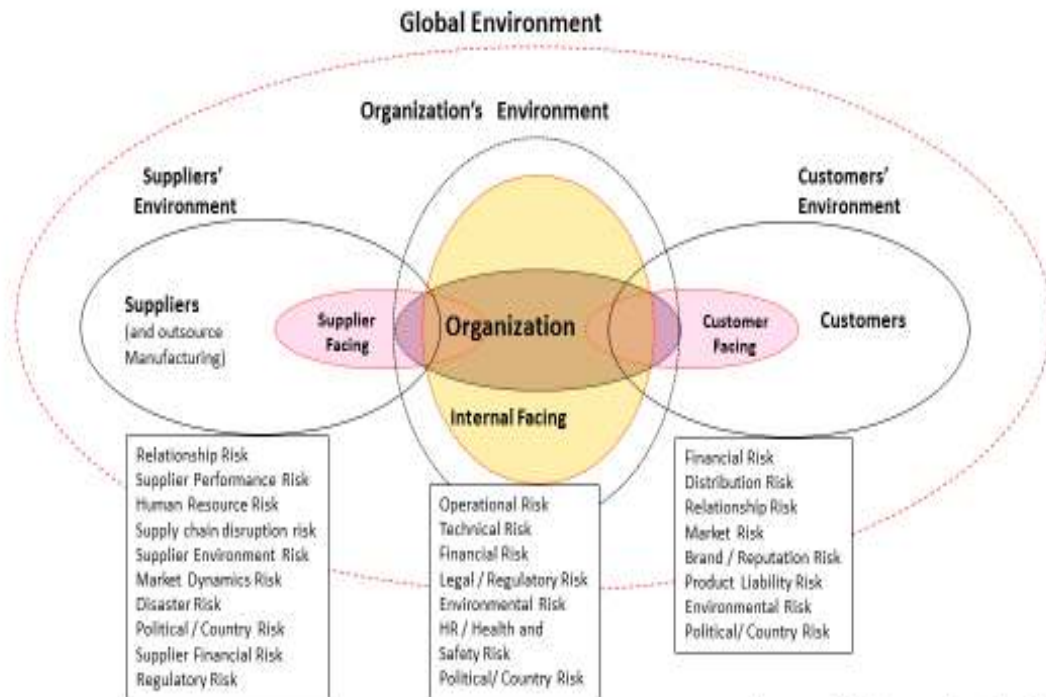 Global Environment
Organization's Environment
Suppliers'
Environment
Customers'
Environment
Suppliers
(and outsource
Manufacturing)
Supplier
Facing
Organization
Customer
Facing
Customers
Internal Facing
Relationship Risk
Supplier Performance Risk
Human Resource Risk
Supply chain disruption risk
Supplier Environment Risk
Market Dynamics Risk
Disaster Risk
Political / Country Risk
Supplier Financial Risk
Regulatory Risk
Operational Risk
Technical Risk
Financial Risk
Legal / Regulatory Risk
Environmental Risk
HR / Health and
Safety Risk
Political/ Country Risk
Financial Risk
Distribution Risk
Relationship Risk
Market Risk
Brand / Reputation Risk
Product Liability Risk
Environmental Risk
Political/ Country Risk